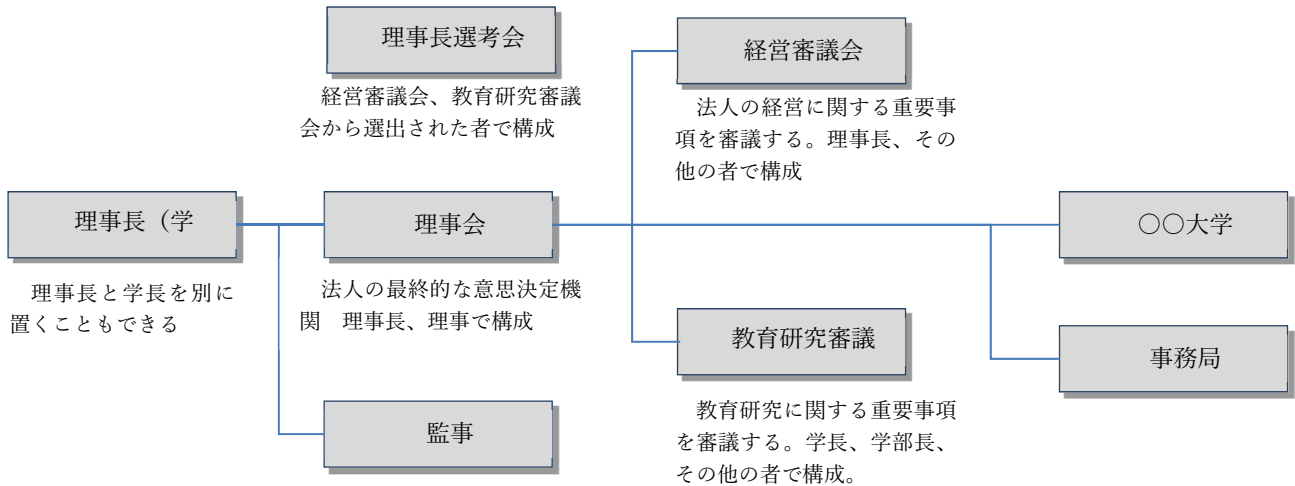 理事長選考会
経営審議会、教育研究審議
会から選出された者で構成
経営審議会
法人の経営に関する重要事
項を審議する。理事長、その
他の者で構成
理事長（学
理事長と学長を別に
置くこともできる
理事会
法人の最終的な意思決定機
関　理事長、理事で構成
監事
教育研究審議
教育研究に関する重要事項
を審議する。学長、学部長、
その他の者で構成。
〇〇大学
事務局